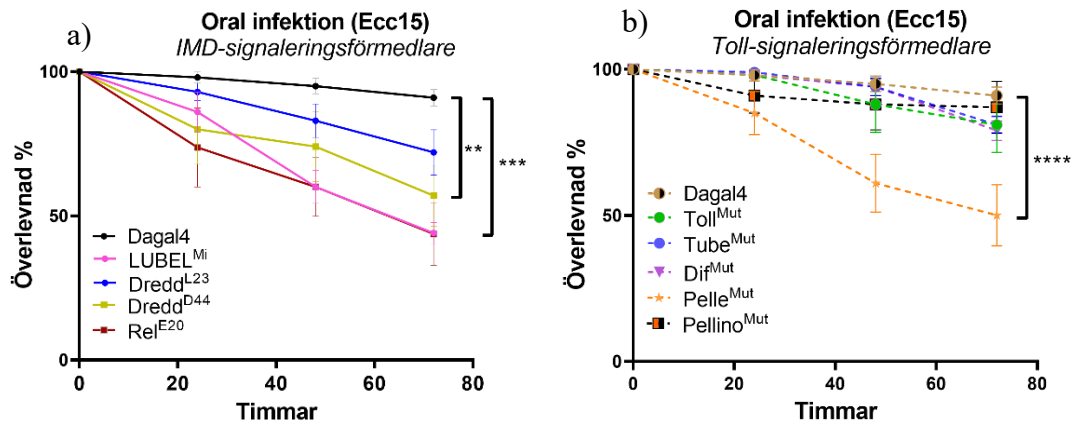 a)
Oral infektion (Ecc15)
IMD-signaleringsförmedlare
Överlevnad %
100
50
0
0 20 40 60 80
Timmar
Dagal4
LUBEL^Mi
Dredd^L23
Dredd^D44
Rel^E20
**
***
b)
Oral infektion (Ecc15)
Toll-signaleringsförmedlare
Överlevnad %
100
50
0
0 20 40 60 80
Timmar
Dagal4
Toll^Mut
Tube^Mut
Dif^Mut
Pelle^Mut
Pellino^Mut
****